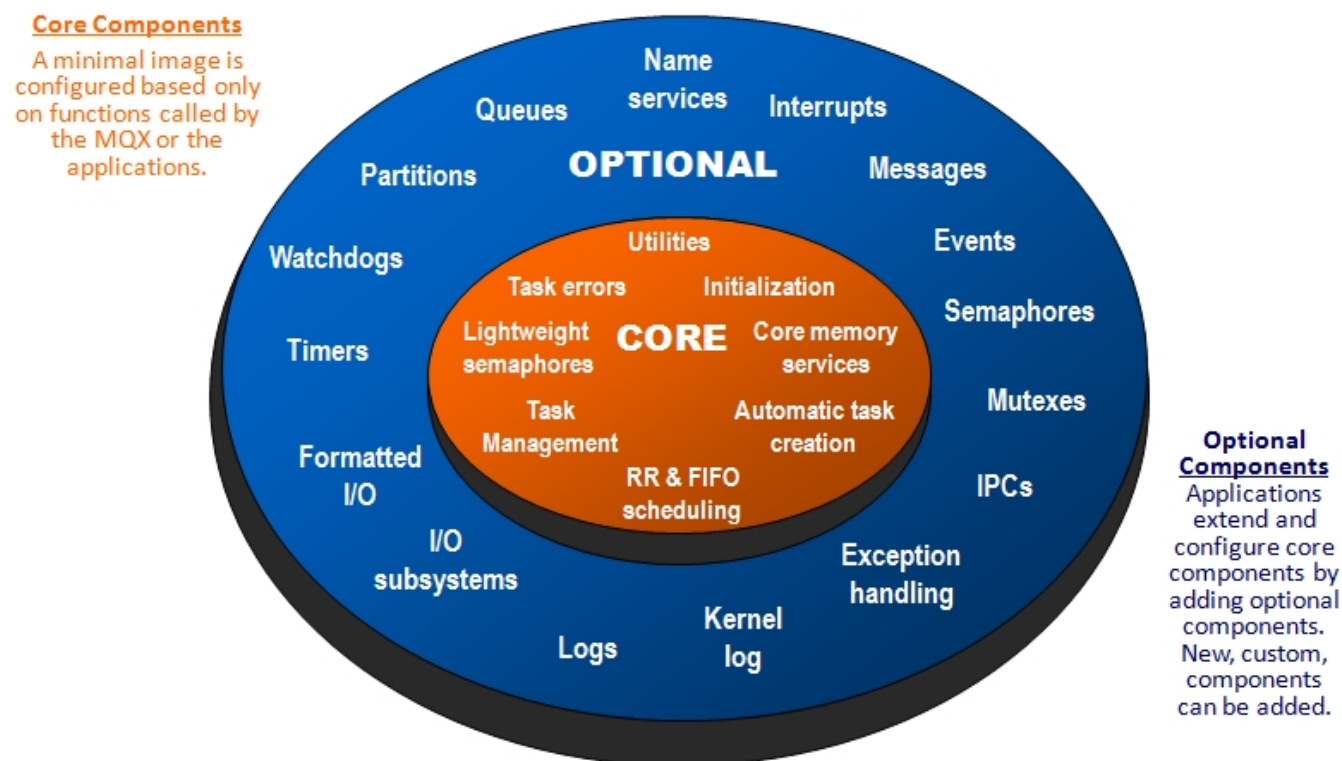 Core Components
A minimal image is
configured based only
on functions called by
the MQX or the
applications.
Name
services
Queues
Interrupts
OPTIONAL
Partitions
Messages
Watchdogs
Events
Timers
Semaphores
Mutexes
Formatted
I/O
IPCs
I/O
subsystems
Exception
handling
Logs
Kernel
log
Utilities
Task errors
Initialization
CORE
Lightweight
semaphores
Core memory
services
Task
Management
Automatic task
creation
RR & FIFO
scheduling
Optional
Components
Applications
extend and
configure core
components by
adding optional
components.
New, custom,
components
can be added.